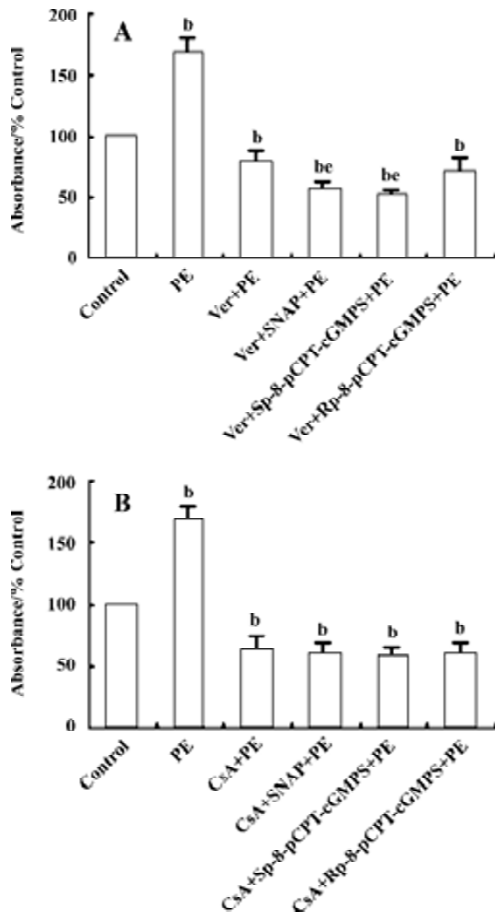 200
A
b
150
100
b
b
be
be
50
0
Absorbance/% Control
Control
PE
Ver+PE
Ver+SNAP+PE
Ver+Sp-8-pCPT-cGMPS+PE
Ver+Rp-8-pCPT-cGMPS+PE
200
B
b
150
100
b
b
b
b
50
0
Absorbance/% Control
Control
PE
CsA+PE
CsA+SNAP+PE
CsA+Sp-8-pCPT-cGMPS+PE
CsA+Rp-8-pCPT-cGMPS+PE